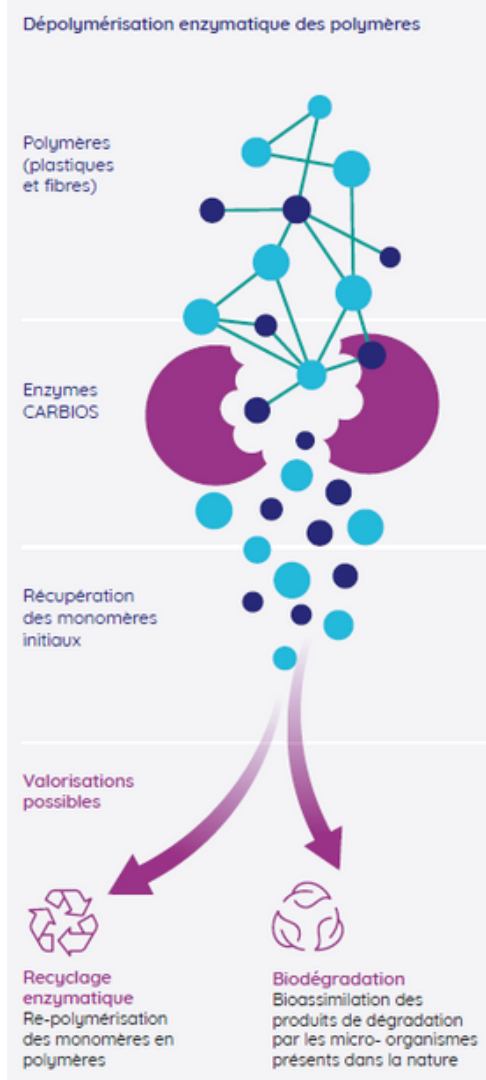 Dépolymérisation enzymatique des polymères
Polymères
(plastiques
et fibres)
Enzymes
CARBIOS
Récupération
des monomères
initiaux
Valorisations
possibles
Recyclage
enzymatique
Re-polymérisation
des monomères en
polymères
Biodégradation
Bioassimilation des
produits de dégradation
par les micro- organismes
présents dans la nature